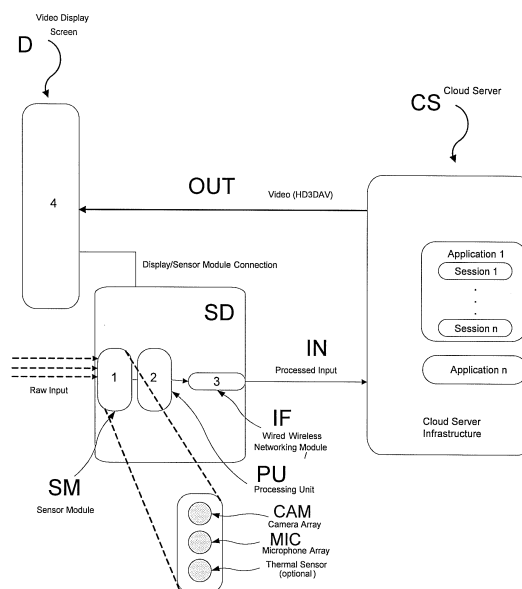 Video Display
Screen
D
Cloud Server
CS
OUT
Video (HD3DAV)
4
Application 1
Session 1
Session n
Application n
Display/Sensor Module Connection
SD
IN
Processed Input
1
2
3
Raw Input
IF
Wired Wireless
Networking Module
/
Cloud Server
Infrastructure
PU
Processing Unit
SM
Sensor Module
CAM
Camera Array
MIC
Microphone Array
Thermal Sensor
(optional)